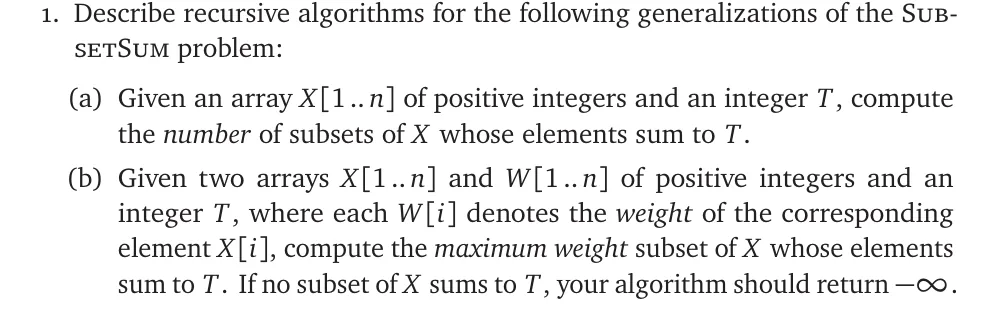 1. Describe recursive algorithms for the following generalizations of the SUB-
SETSUM problem:
(a) Given an array X[1..n] of positive integers and an integer T, compute
the number of subsets of X whose elements sum to T.
(b) Given two arrays X[1..n] and W[1..n] of positive integers and an
integer T, where each W[i] denotes the weight of the corresponding
element X[i], compute the maximum weight subset of X whose elements
sum to T. If no subset of X sums to T, your algorithm should return −∞.